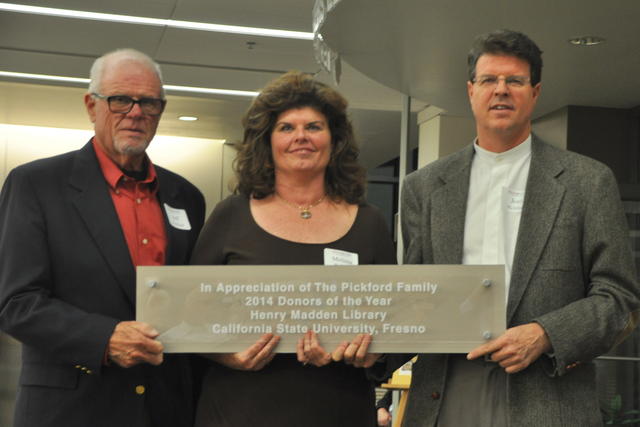 In Appreciation of The Pickford Family
2014 Donors of the Year
Henry Madden Library
California State University, Fresno